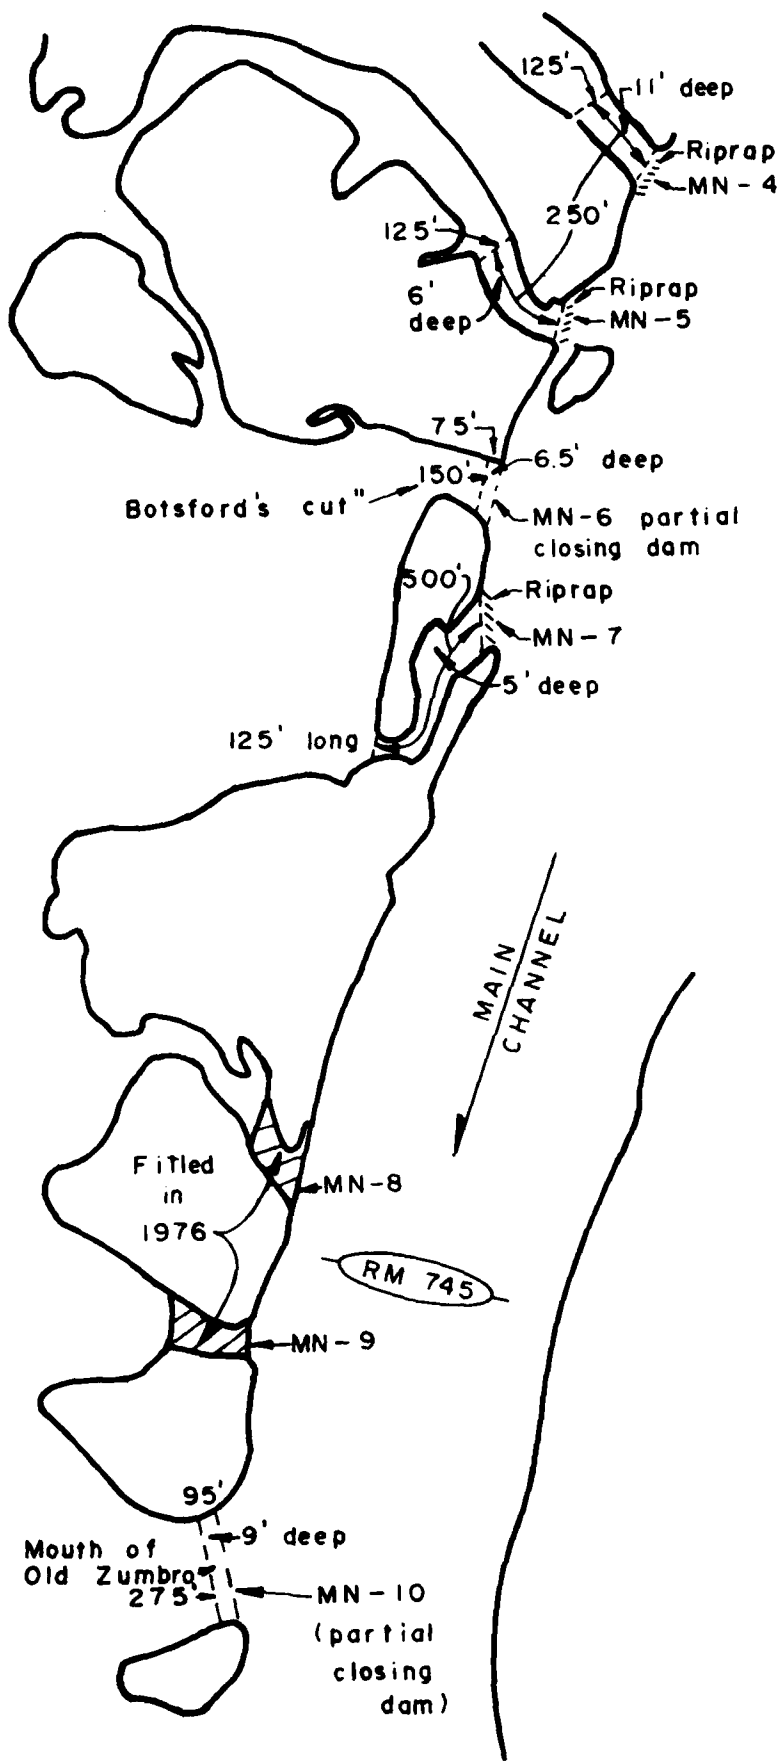 125'
11' deep
Riprap
MN-4
250'
125'
6'
deep
Riprap
MN-5
75'
6.5' deep
150'
Botsford's cut"
MN-6 partial
closing dam
500'
Riprap
MN-7
5' deep
125' long
MAIN
CHANNEL
Filled
in
1976
MN-8
RM 745
MN-9
95'
9' deep
Mouth of
Old Zumbro
275'
MN-10
(partial
closing
dam)